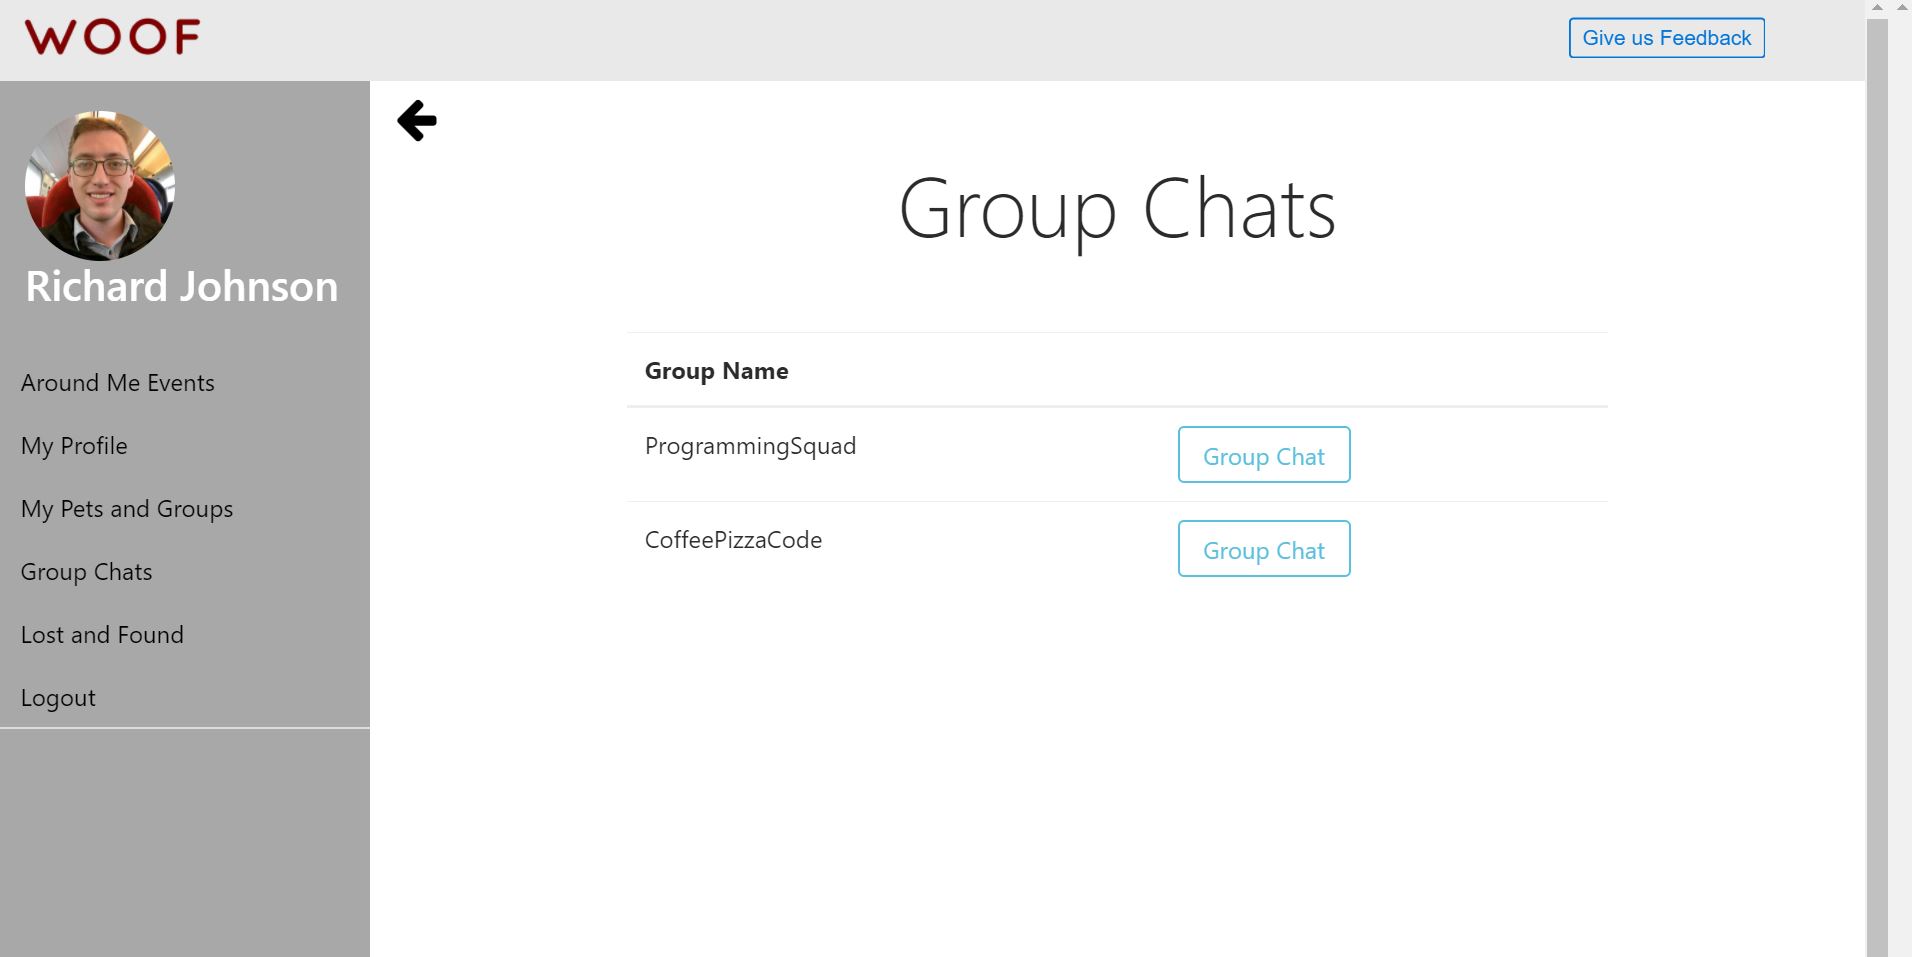 WOOF
Give us Feedback
Richard Johnson
Around Me Events
My Profile
My Pets and Groups
Group Chats
Lost and Found
Logout
Group Chats
Group Name
ProgrammingSquad
Group Chat
CoffeePizzaCode
Group Chat